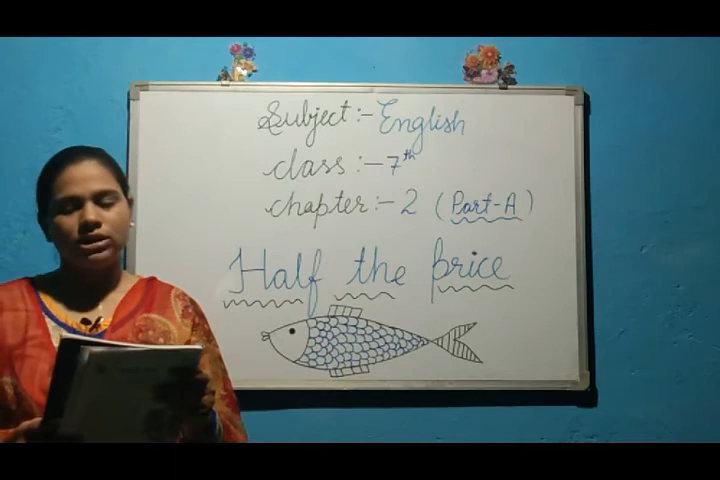 Subject :- English
class :- 7th
chapter :- 2 (Part-A)
Half the price